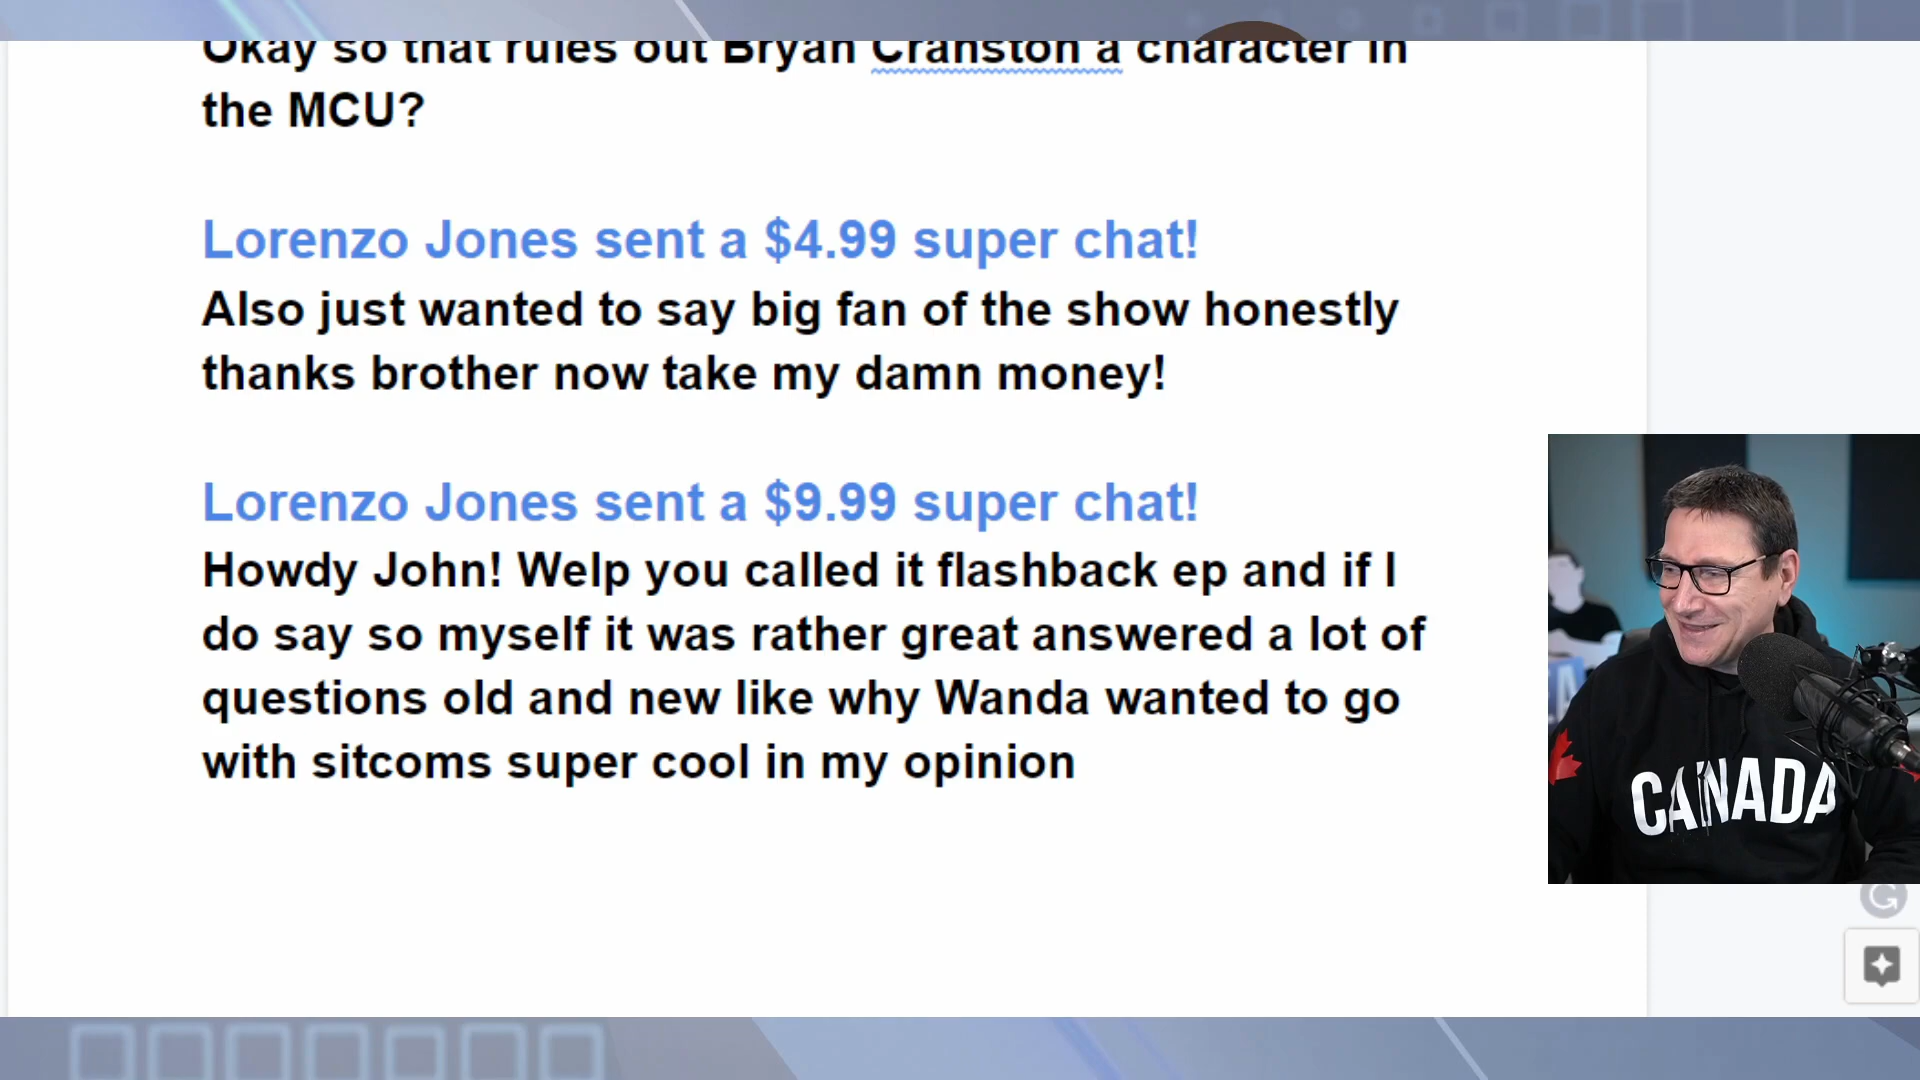 Okay so that rules out Bryan Cranston a character in
the MCU?
Lorenzo Jones sent a $4.99 super chat!
Also just wanted to say big fan of the show honestly
thanks brother now take my damn money!
Lorenzo Jones sent a $9.99 super chat!
Howdy John! Welp you called it flashback ep and if I
do say so myself it was rather great answered a lot of
questions old and new like why Wanda wanted to go
with sitcoms super cool in my opinion
CANADA